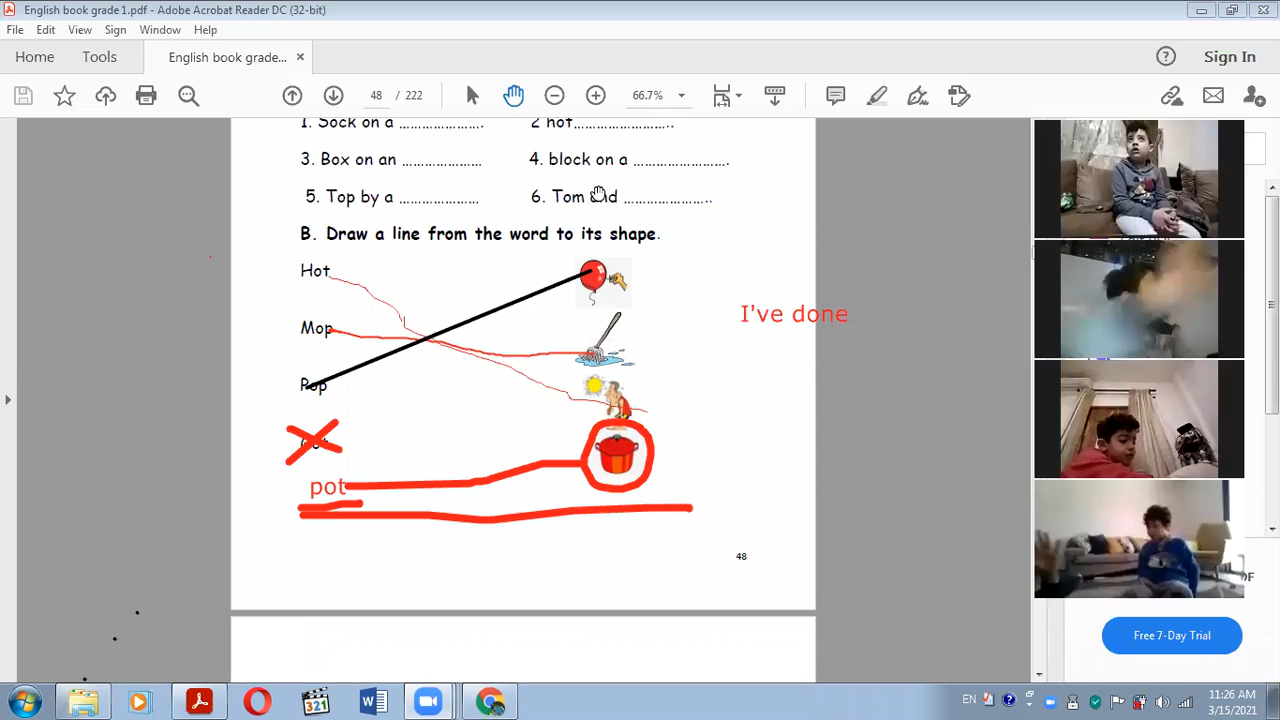 English book grade1.pdf - Adobe Acrobat Reader DC (32-bit)
File Edit View Sign Window Help
Home Tools English book grade... × Sign In
48 / 222 66.7%
1. Sock on a ………………… 2 hot…………………..
3. Box on an ……………… 4. block on a ………………….
5. Top by a ……………… 6. Tom ………………..
B. Draw a line from the word to its shape.
Hot
I've done
Mop
Pop
pot
48
Free 7-Day Trial
321
W
EN
11:26 AM
3/15/2021